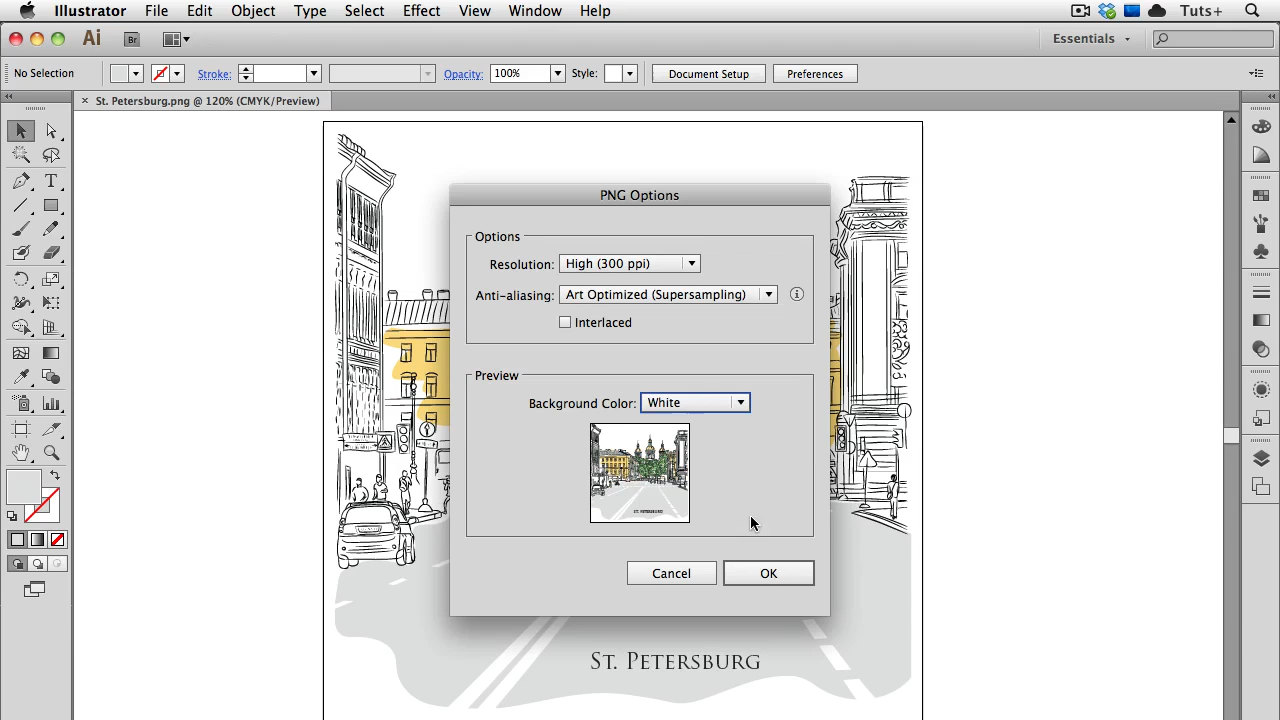 Illustrator File Edit Object Type Select Effect View Window Help Tuts+
Ai Br Essentials
No Selection Stroke: Opacity: 100% Style: Document Setup Preferences
× St. Petersburg.png @ 120% (CMYK/Preview)
PNG Options
Options
Resolution: High (300 ppi)
Anti-aliasing: Art Optimized (Supersampling)
Interlaced
Preview
Background Color: White
ST. PETERSBURG
Cancel OK
St. Petersburg